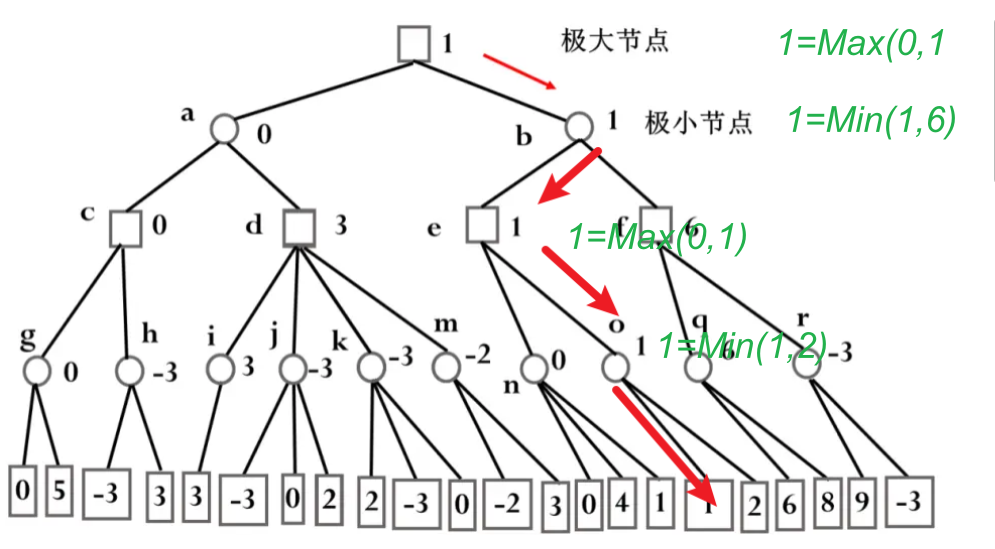 1 极大节点 1=Max(0,1
a 0 b 1 极小节点 1=Min(1,6)
c 0 d 3 e 1 f 6
1=Max(0,1)
g 0 h -3 i 3 j -3 k -3 m -2 n 0 o 1 q 6 r -3
1=Min(1,2)
0 5 -3 3 3 -3 0 2 2 -3 0 -2 3 0 4 1 1 2 6 8 9 -3